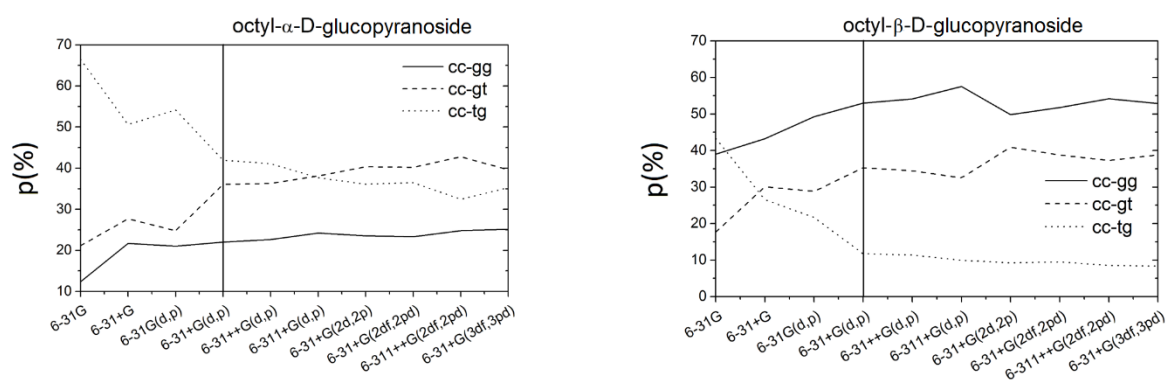 octyl-α-D-glucopyranoside
70
60
50
40
30
20
10
p(%)
cc-gg
cc-gt
cc-tg
6-31G
6-31+G
6-31G(d,p)
6-31+G(d,p)
6-31++G(d,p)
6-311+G(d,p)
6-31+G(2d,2p)
6-31+G(2df,2pd)
6-311++G(2df,2pd)
6-31+G(3df,3pd)
octyl-β-D-glucopyranoside
70
60
50
40
30
20
10
0
p(%)
cc-gg
cc-gt
cc-tg
6-31G
6-31+G
6-31G(d,p)
6-31+G(d,p)
6-31++G(d,p)
6-311+G(d,p)
6-31+G(2d,2p)
6-31+G(2df,2pd)
6-311++G(2df,2pd)
6-31+G(3df,3pd)